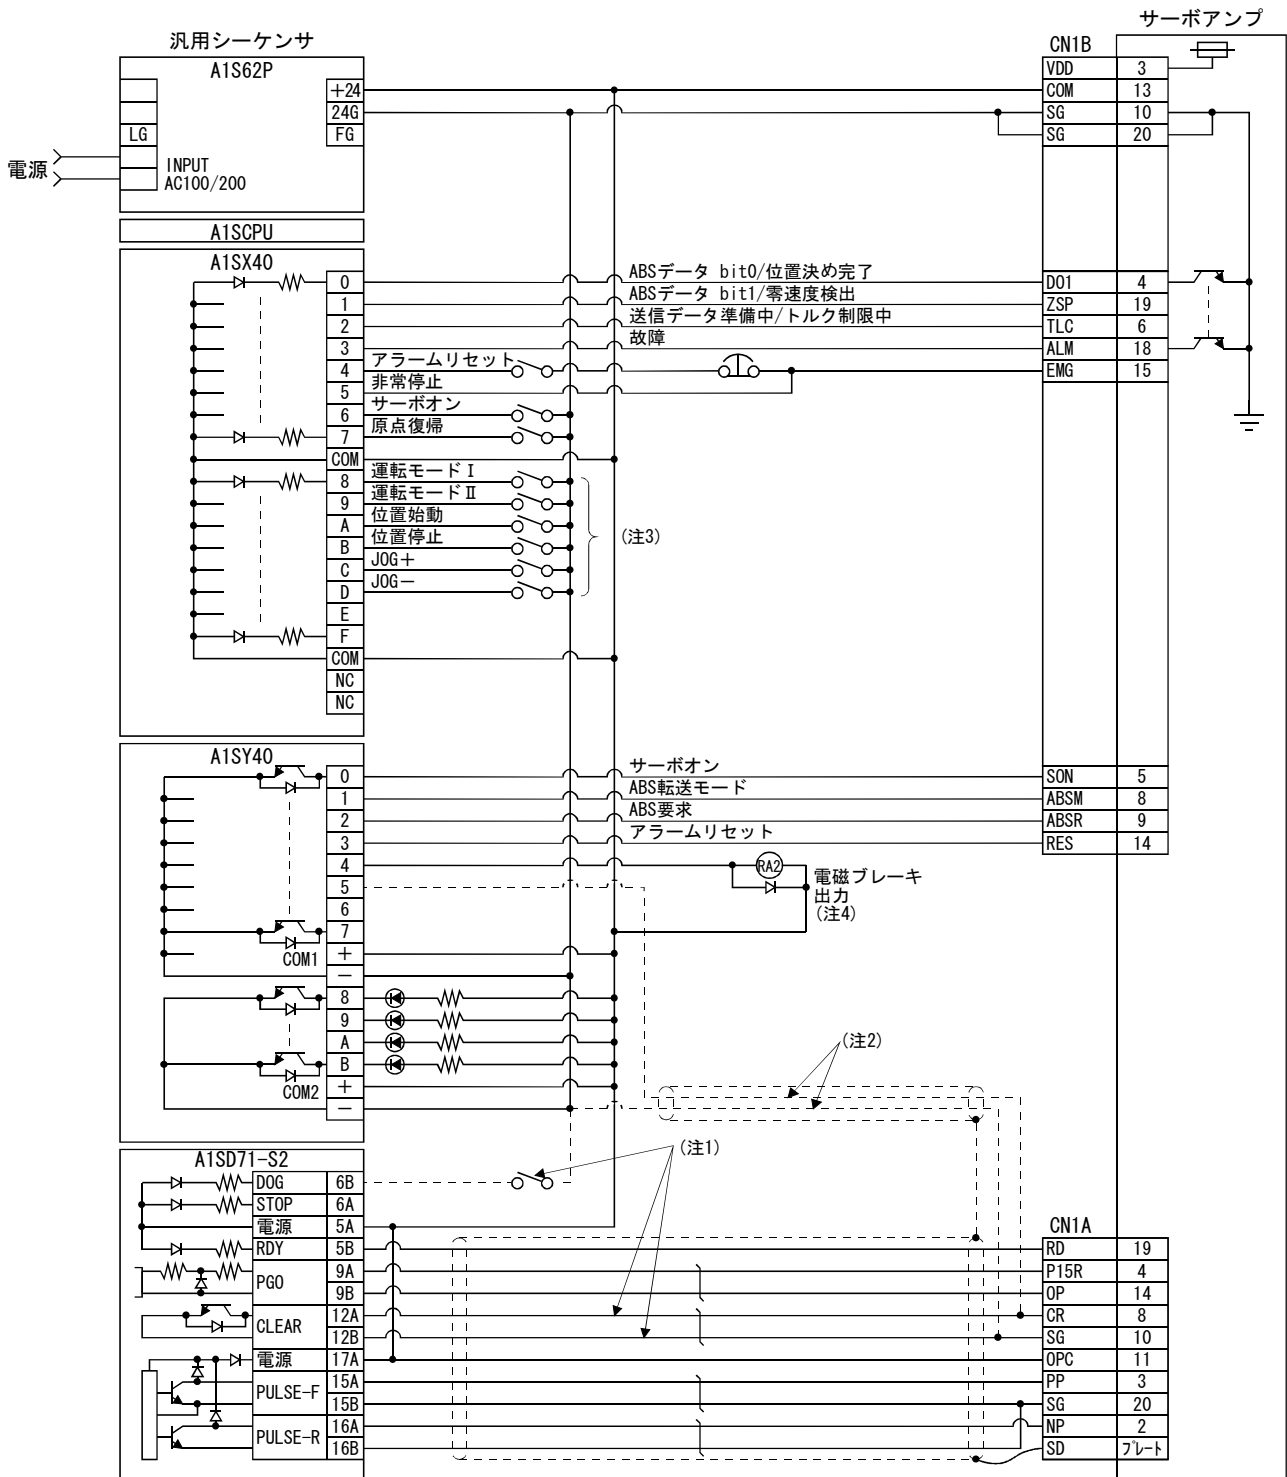 サーボアンプ
汎用シーケンサ
CN1B
A1S62P
VDD 3
+24 COM 13
24G SG 10
LG FG SG 20
電源
INPUT
AC100/200
A1SCPU
A1SX40
0 ABSデータ bit0/位置決め完了 DO1 4
1 ABSデータ bit1/零速度検出 ZSP 19
2 送信データ準備中/トルク制限中 TLC 6
3 故障 ALM 18
4 アラームリセット EMG 15
5 非常停止
6 サーボオン
7 原点復帰
COM
8 運転モードⅠ
9 運転モードⅡ
A 位置始動
B 位置停止
(注3)
C JOG+
D JOG-
E
F
COM
NC
NC
A1SY40
0 サーボオン SON 5
1 ABS転送モード ABSM 8
2 ABS要求 ABSR 9
3 アラームリセット RES 14
4 RA2
5 電磁ブレーキ
出力
(注4)
6
7
COM1 +
-
8
9
A
(注2)
B
COM2 +
-
(注1)
A1SD71-S2
DOG 6B
STOP 6A
電源 5A
CN1A
RDY 5B RD 19
PGO 9A P15R 4
9B OP 14
CLEAR 12A CR 8
12B SG 10
電源 17A OPC 11
PULSE-F 15A PP 3
15B SG 20
PULSE-R 16A NP 2
16B SD プレート